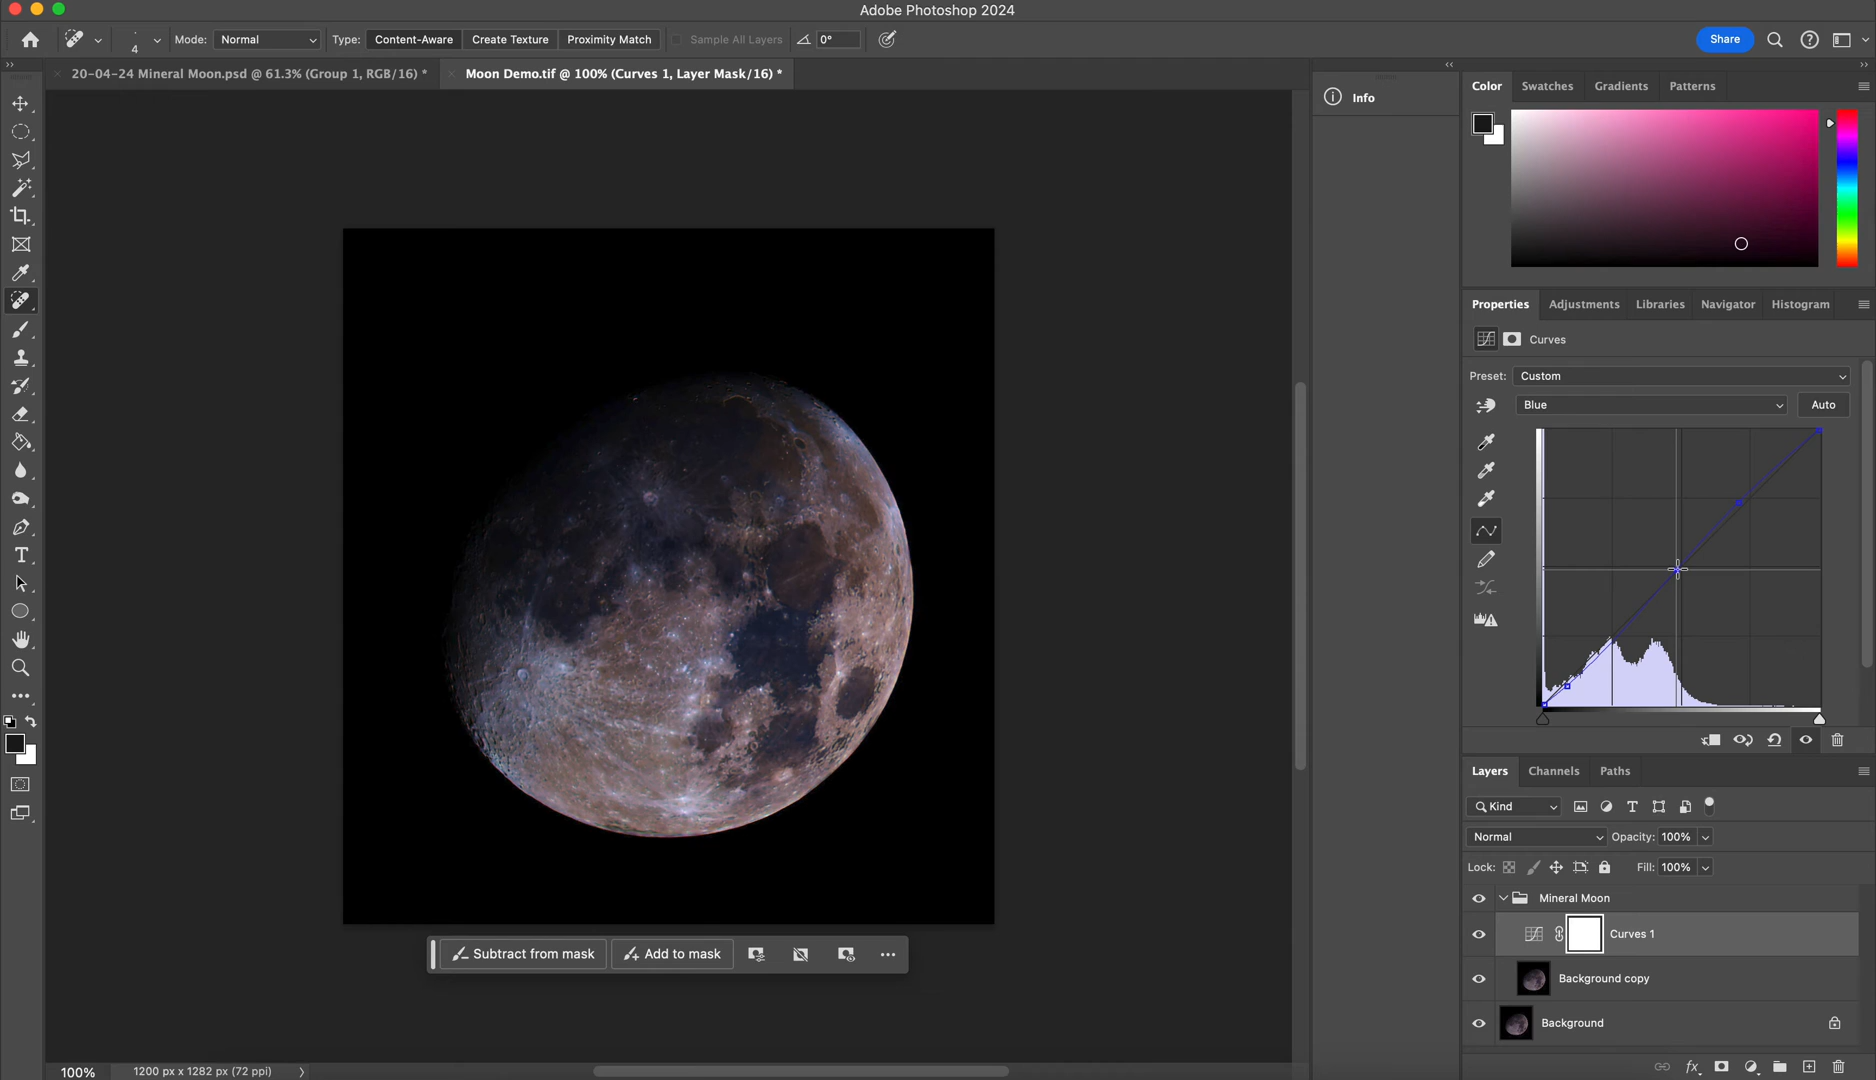 Adobe Photoshop 2024
4
Mode: Normal
Type: Content-Aware Create Texture Proximity Match
Sample All Layers
0°
Share
20-04-24 Mineral Moon.psd @ 61.3% (Group 1, RGB/16) *
Moon Demo.tif @ 100% (Curves 1, Layer Mask/16) *
Info
Color Swatches Gradients Patterns
Properties Adjustments Libraries Navigator Histogram
Curves
Preset: Custom
Blue
Auto
Layers Channels Paths
Kind
Normal
Opacity: 100%
Lock:
Fill: 100%
Mineral Moon
Curves 1
Background copy
Background
fx
Subtract from mask
Add to mask
100%
1200 px x 1282 px (72 ppi)